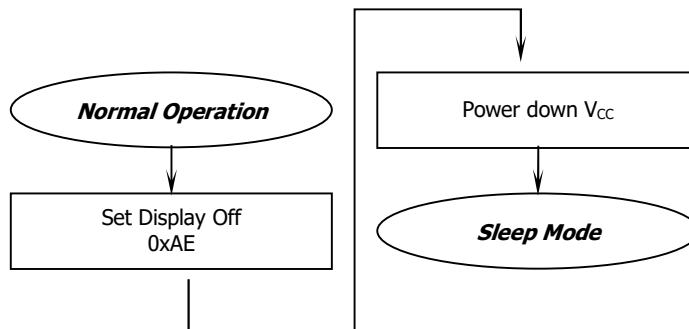 Normal Operation
Set Display Off
0xAE
Power down VCC
Sleep Mode